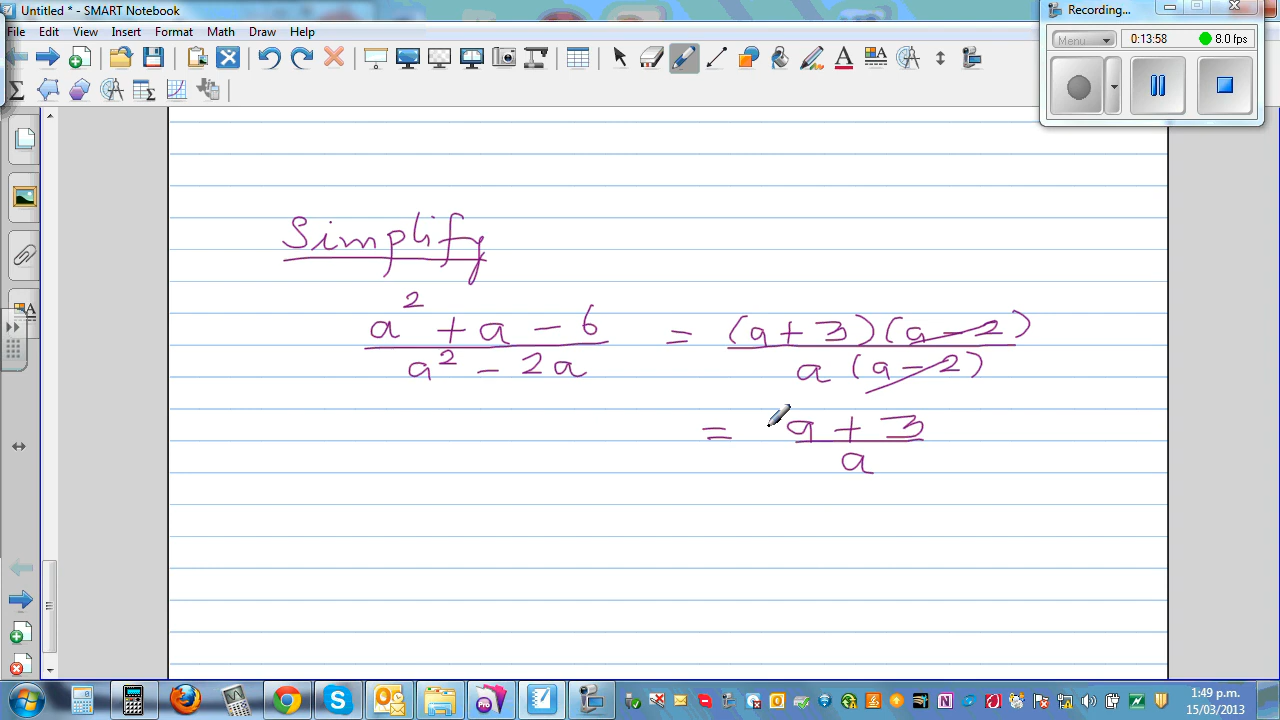 Untitled * - SMART Notebook
File Edit View Insert Format Math Draw Help
Recording...
Menu 0:13:58 8.0 fps
Simplify
a² + a - 6 = (a + 3)(a - 2)
a² - 2a a (a - 2)
= a + 3
a
1:49 p.m.
15/03/2013